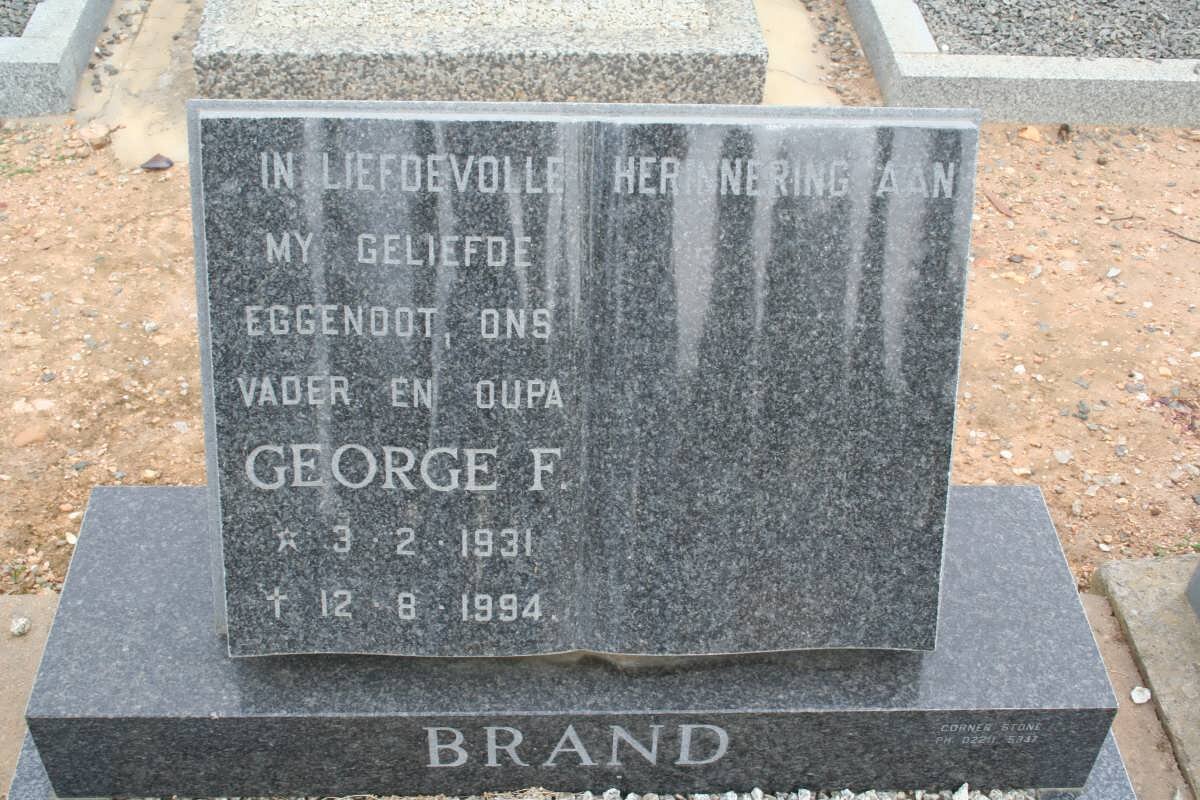 IN LIEFDEVOLLE HERINNERING AAN
MY GELIEFDE
EGGENOOT, ONS
VADER EN OUPA
GEORGE F.
☆ 3 · 2 · 1931
† 12 · 8 · 1994.
BRAND
CORNER STONE
PH.